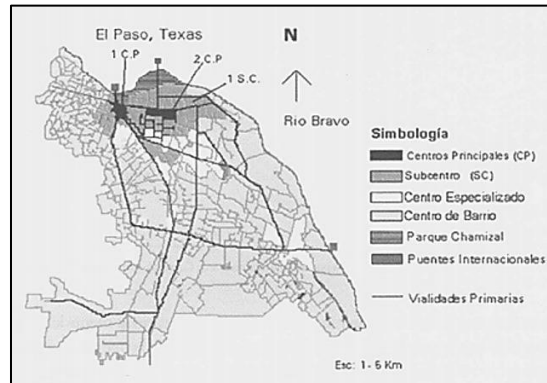 El Paso, Texas
N
1 C.P
2.C.P
1 S.C.
Rio Bravo
Simbología
Centros Principales (CP)
Subcentro (SC)
Centro Especializado
Centro de Barrio
Parque Chamizal
Puentes Internacionales
Vialidades Primarias
Esc: 1- 5 Km